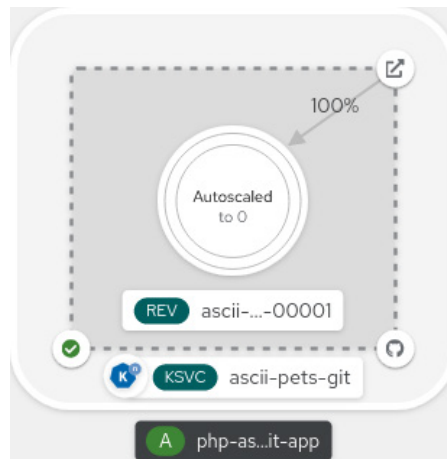 100%
Autoscaled
to 0
REV ascii-...-00001
K n KSVC ascii-pets-git
A php-as...it-app